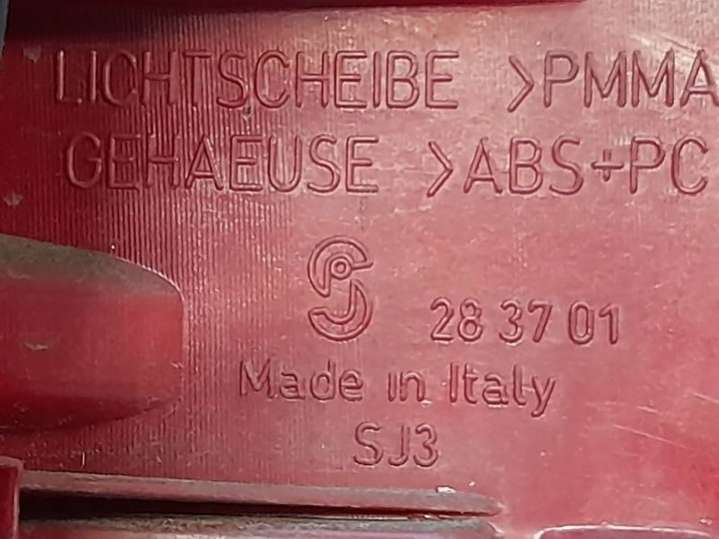 LICHTSCHEIBE >PMMA
GEHAEUSE >ABS+PC
28 37 01
Made in Italy
SJ3